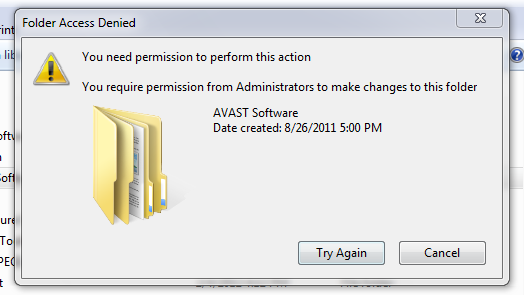 Folder Access Denied
You need permission to perform this action
You require permission from Administrators to make changes to this folder
AVAST Software
Date created: 8/26/2011 5:00 PM
Try Again
Cancel